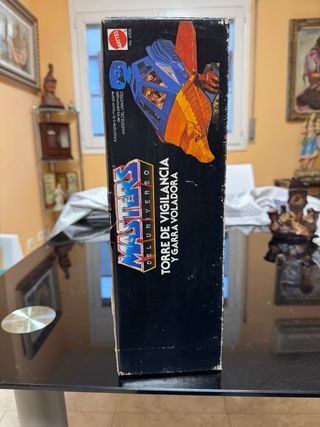 MATTEL
MASTERS
DEL UNIVERSO
TORRE DE VIGILANCIA
Y GARRA VOLADORA